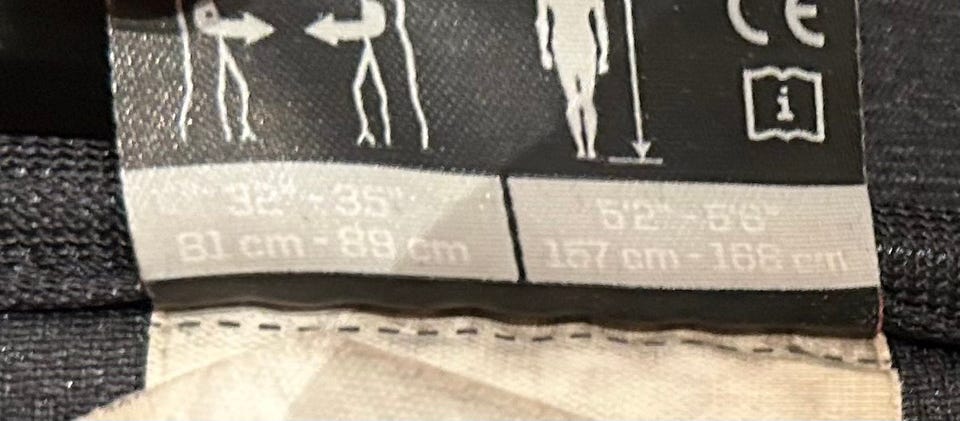 CE
i
32" - 35"
5'2" - 5'6"
81 cm - 89 cm
157 cm - 168 cm